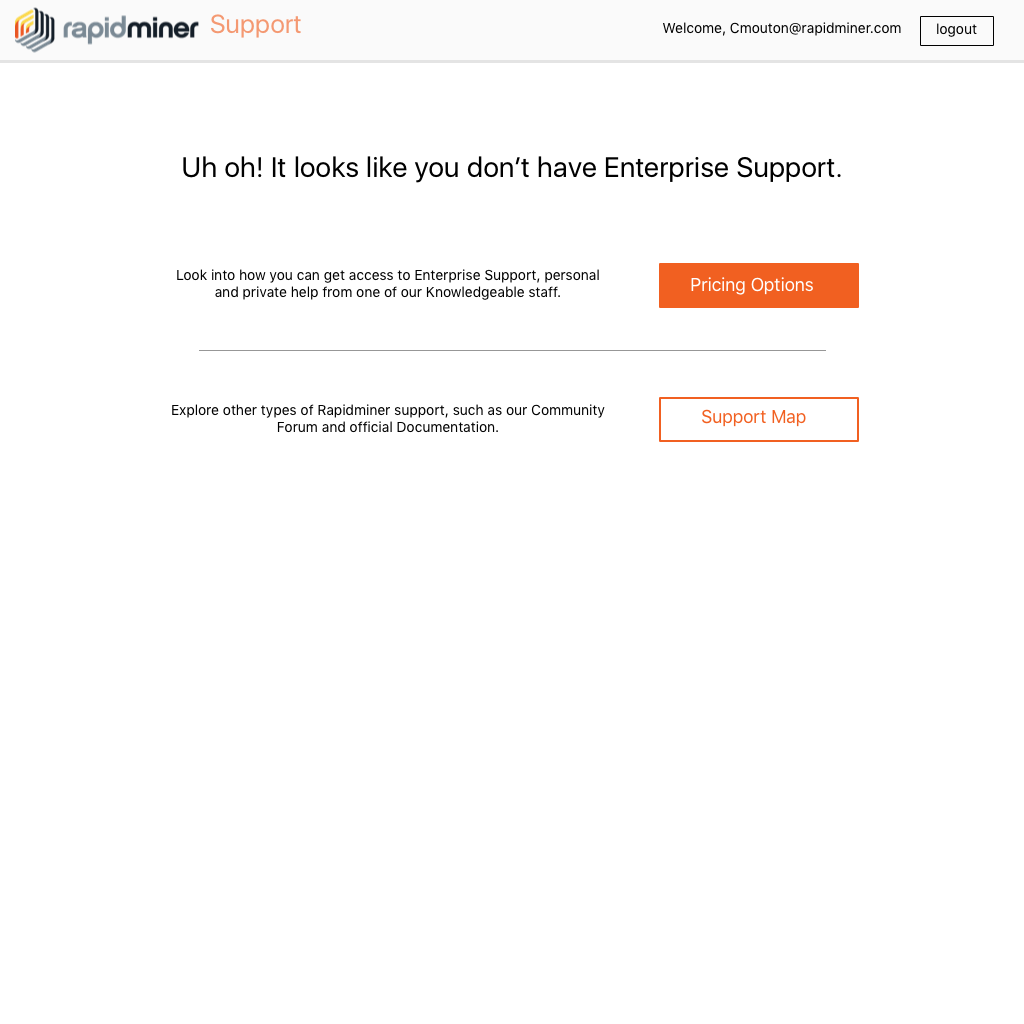 rapidminer Support
Welcome, Cmouton@rapidminer.com
logout
Uh oh! It looks like you don’t have Enterprise Support.
Look into how you can get access to Enterprise Support, personal
and private help from one of our Knowledgeable staff.
Pricing Options
Explore other types of Rapidminer support, such as our Community
Forum and official Documentation.
Support Map